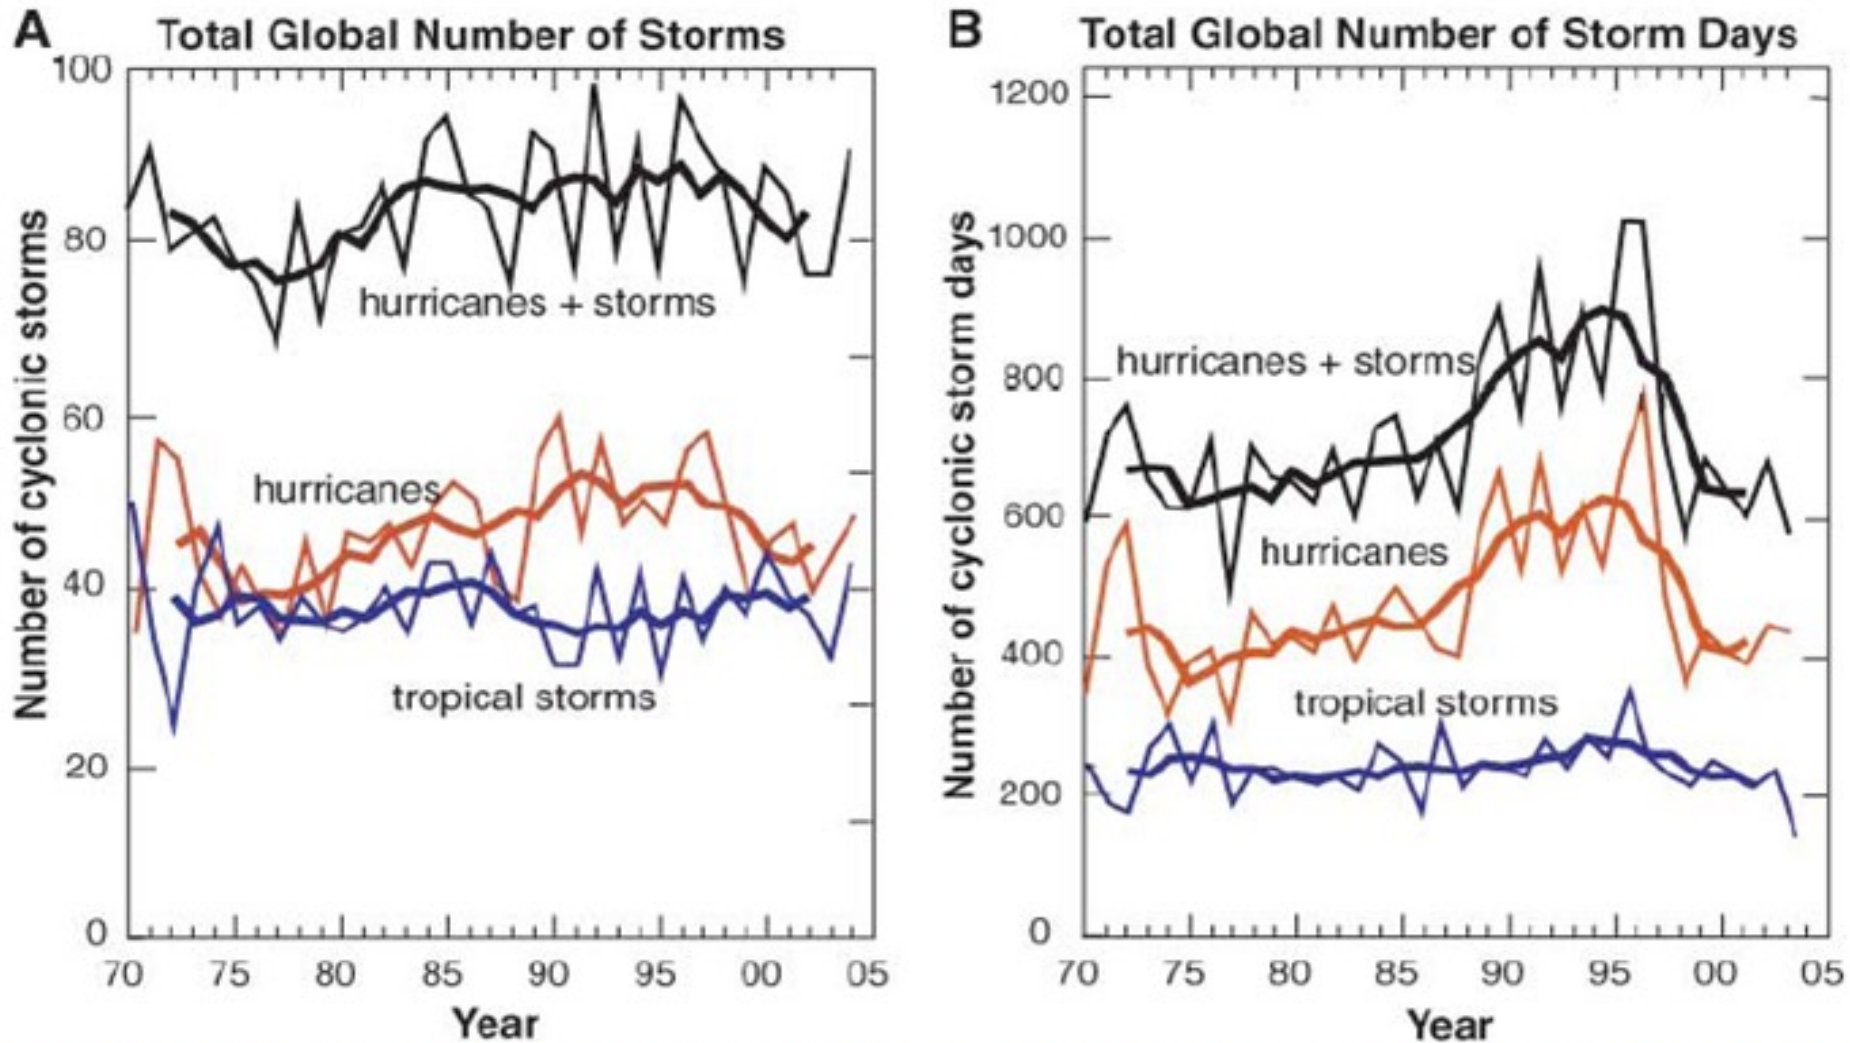 A
Total Global Number of Storms
100
80
60
40
20
0
Number of cyclonic storms
hurricanes + storms
hurricanes
tropical storms
70 75 80 85 90 95 00 05
Year
B
Total Global Number of Storm Days
1200
1000
800
600
400
200
0
Number of cyclonic storm days
hurricanes + storms
hurricanes
tropical storms
70 75 80 85 90 95 00 05
Year